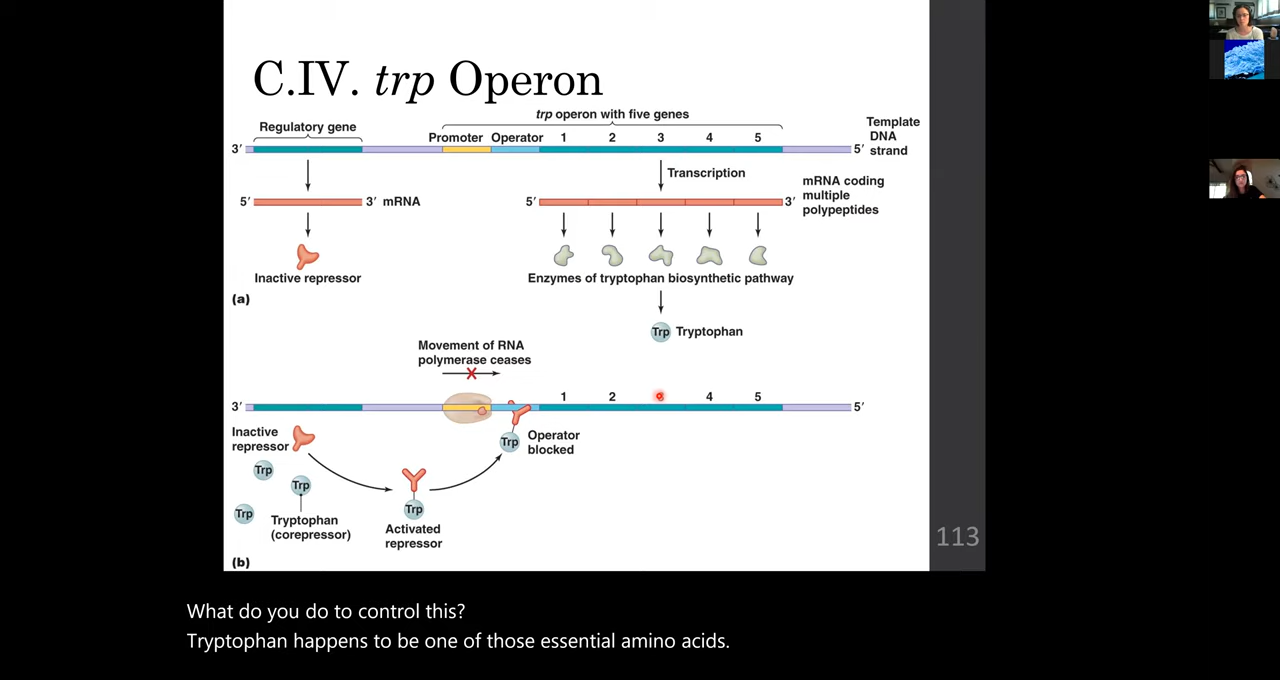 C.IV. trp Operon
trp operon with five genes
Regulatory gene
Promoter Operator 1 2 3 4 5
Template
DNA
strand
3' 5'
Transcription
mRNA coding
multiple
polypeptides
5' 3' mRNA
5' 3'
Inactive repressor
Enzymes of tryptophan biosynthetic pathway
(a)
Trp Tryptophan
Movement of RNA
polymerase ceases
1 2 4 5
3' 5'
Inactive
repressor
Operator
blocked
Trp
Trp
Trp
Trp
Trp
Tryptophan
(corepressor)
Activated
repressor
(b)
113
What do you do to control this?
Tryptophan happens to be one of those essential amino acids.